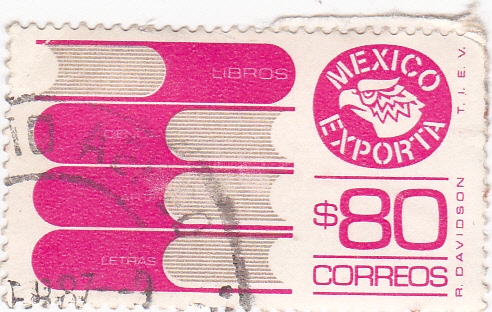 LIBROS
MEXICO
EXPORTA
T. I. E. V.
LETRAS
$80
CORREOS
R. DAVIDSON